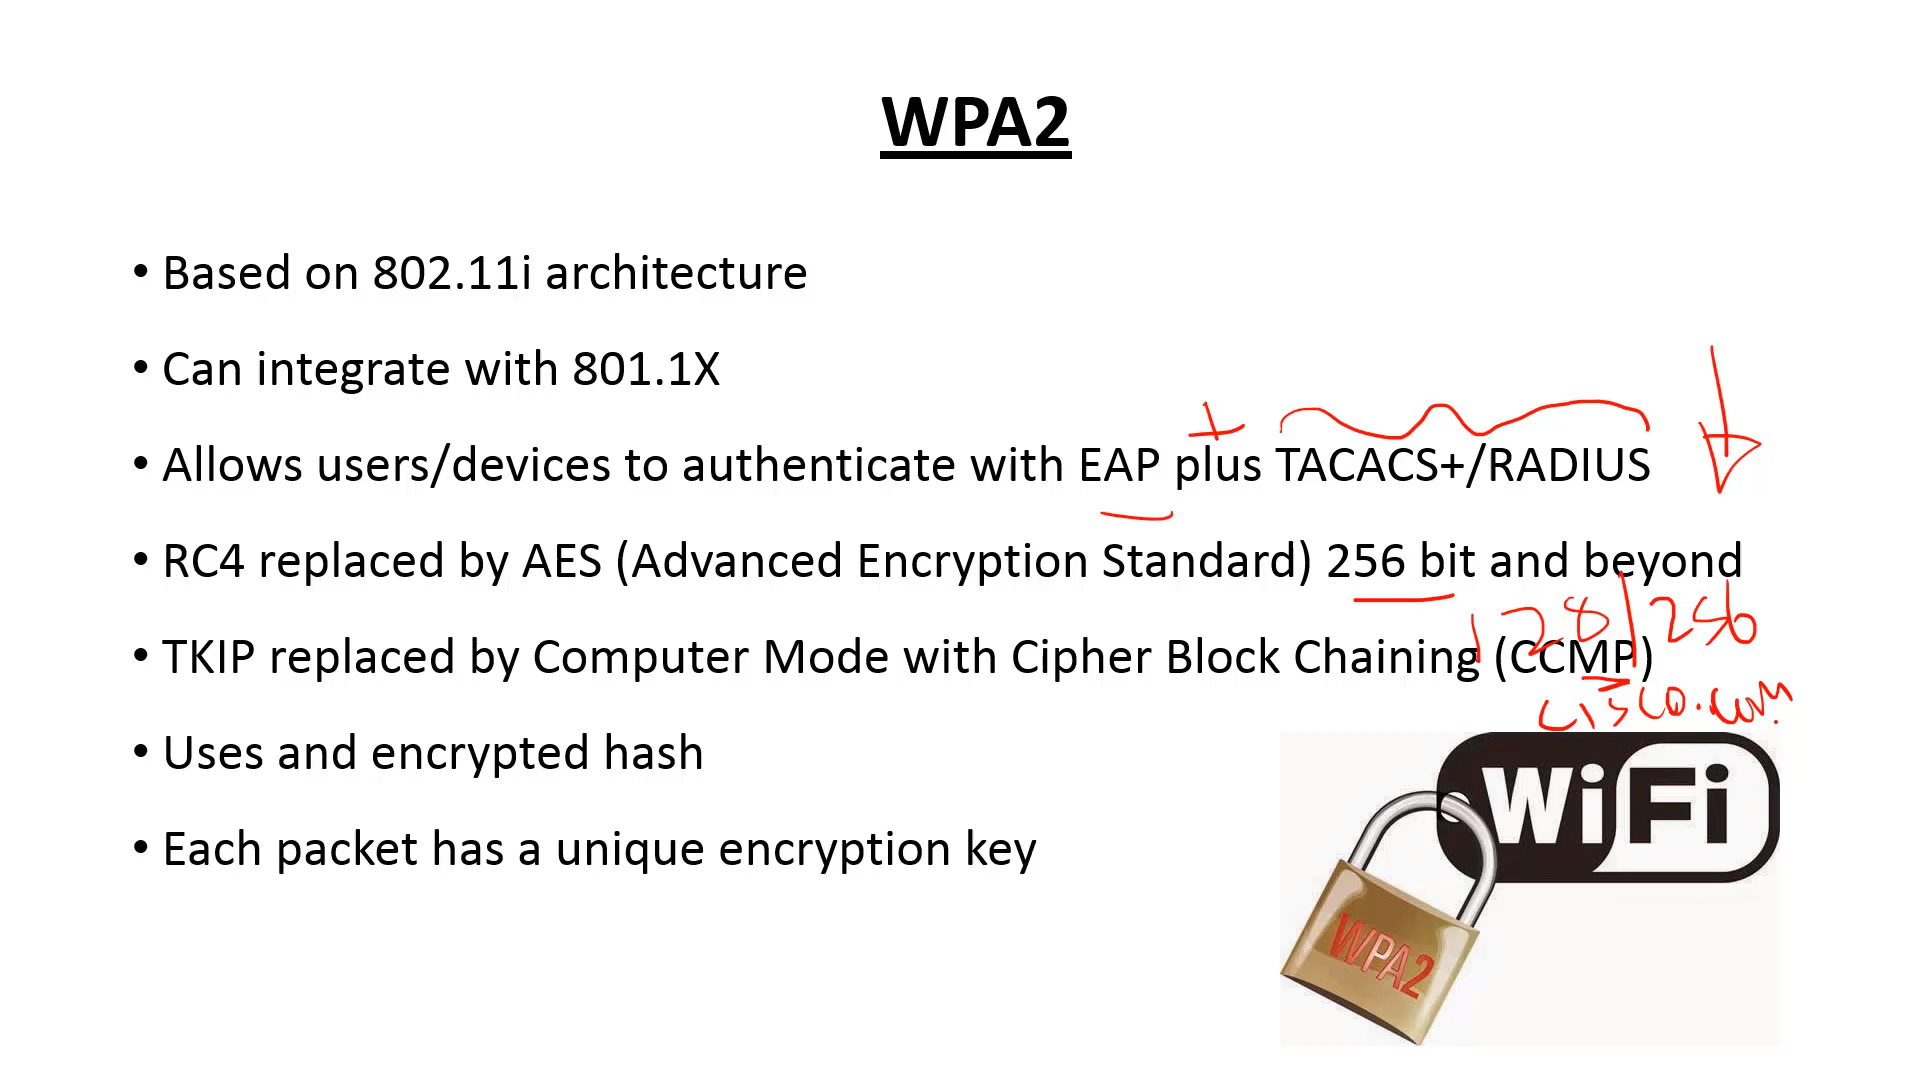 WPA2
• Based on 802.11i architecture
• Can integrate with 801.1X
+
• Allows users/devices to authenticate with EAP plus TACACS+/RADIUS
• RC4 replaced by AES (Advanced Encryption Standard) 256 bit and beyond
128/256
• TKIP replaced by Computer Mode with Cipher Block Chaining (CCMP)
cisco.com
• Uses and encrypted hash
WiFi
• Each packet has a unique encryption key
WPA2